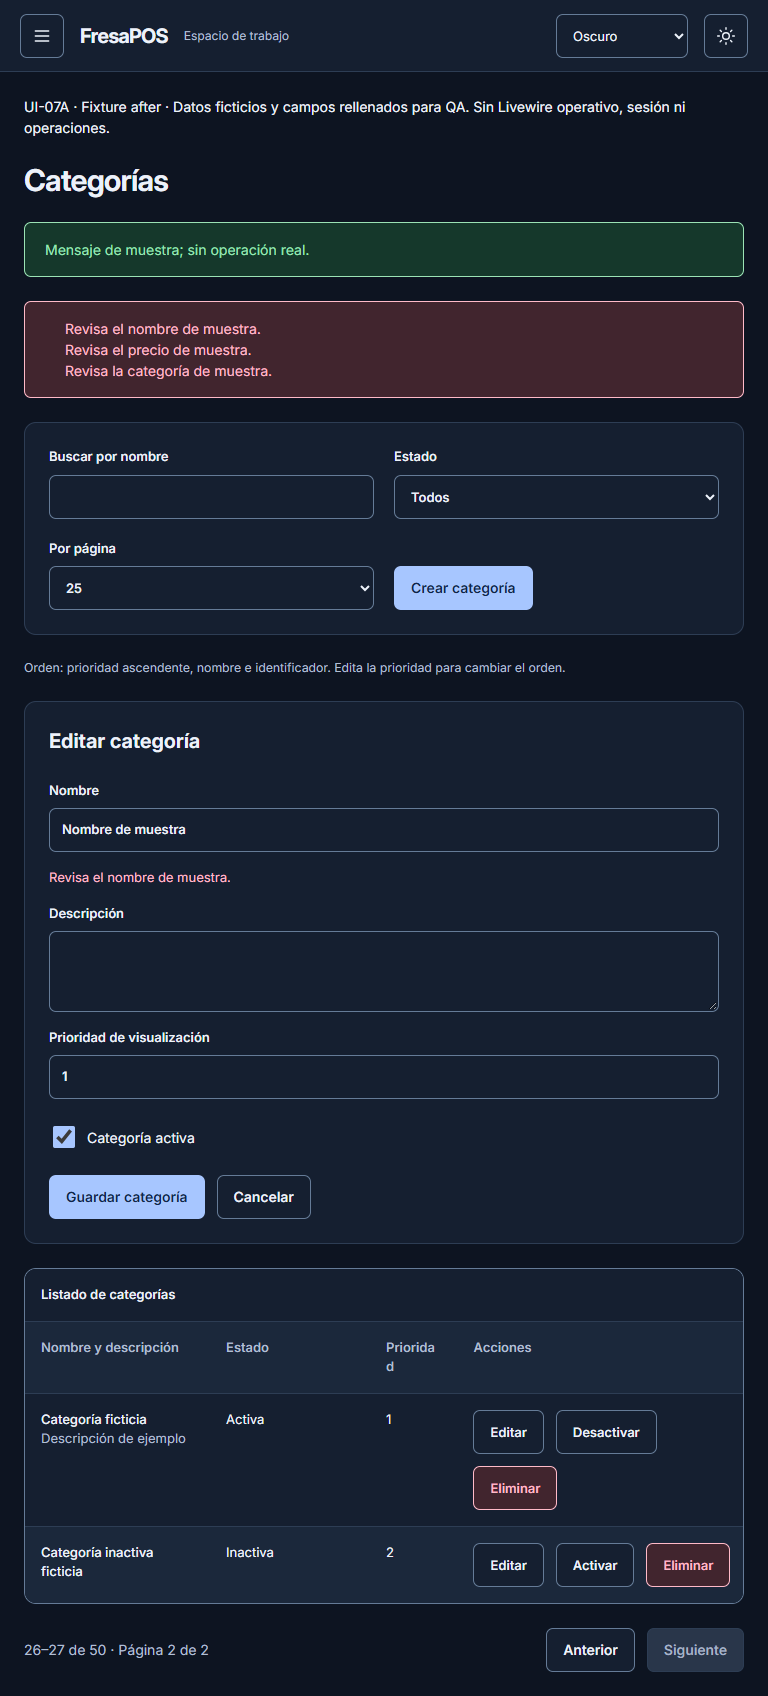 FresaPOS
Espacio de trabajo
Oscuro
UI-07A · Fixture after · Datos ficticios y campos rellenados para QA. Sin Livewire operativo, sesión ni
operaciones.
Categorías
Mensaje de muestra; sin operación real.
Revisa el nombre de muestra.
Revisa el precio de muestra.
Revisa la categoría de muestra.
Buscar por nombre
Estado
Todos
Por página
25
Crear categoría
Orden: prioridad ascendente, nombre e identificador. Edita la prioridad para cambiar el orden.
Editar categoría
Nombre
Nombre de muestra
Revisa el nombre de muestra.
Descripción
Prioridad de visualización
1
Categoría activa
Guardar categoría
Cancelar
Listado de categorías
Nombre y descripción
Estado
Priorida
d
Acciones
Categoría ficticia
Descripción de ejemplo
Activa
1
Editar
Desactivar
Eliminar
Categoría inactiva
ficticia
Inactiva
2
Editar
Activar
Eliminar
26–27 de 50 · Página 2 de 2
Anterior
Siguiente